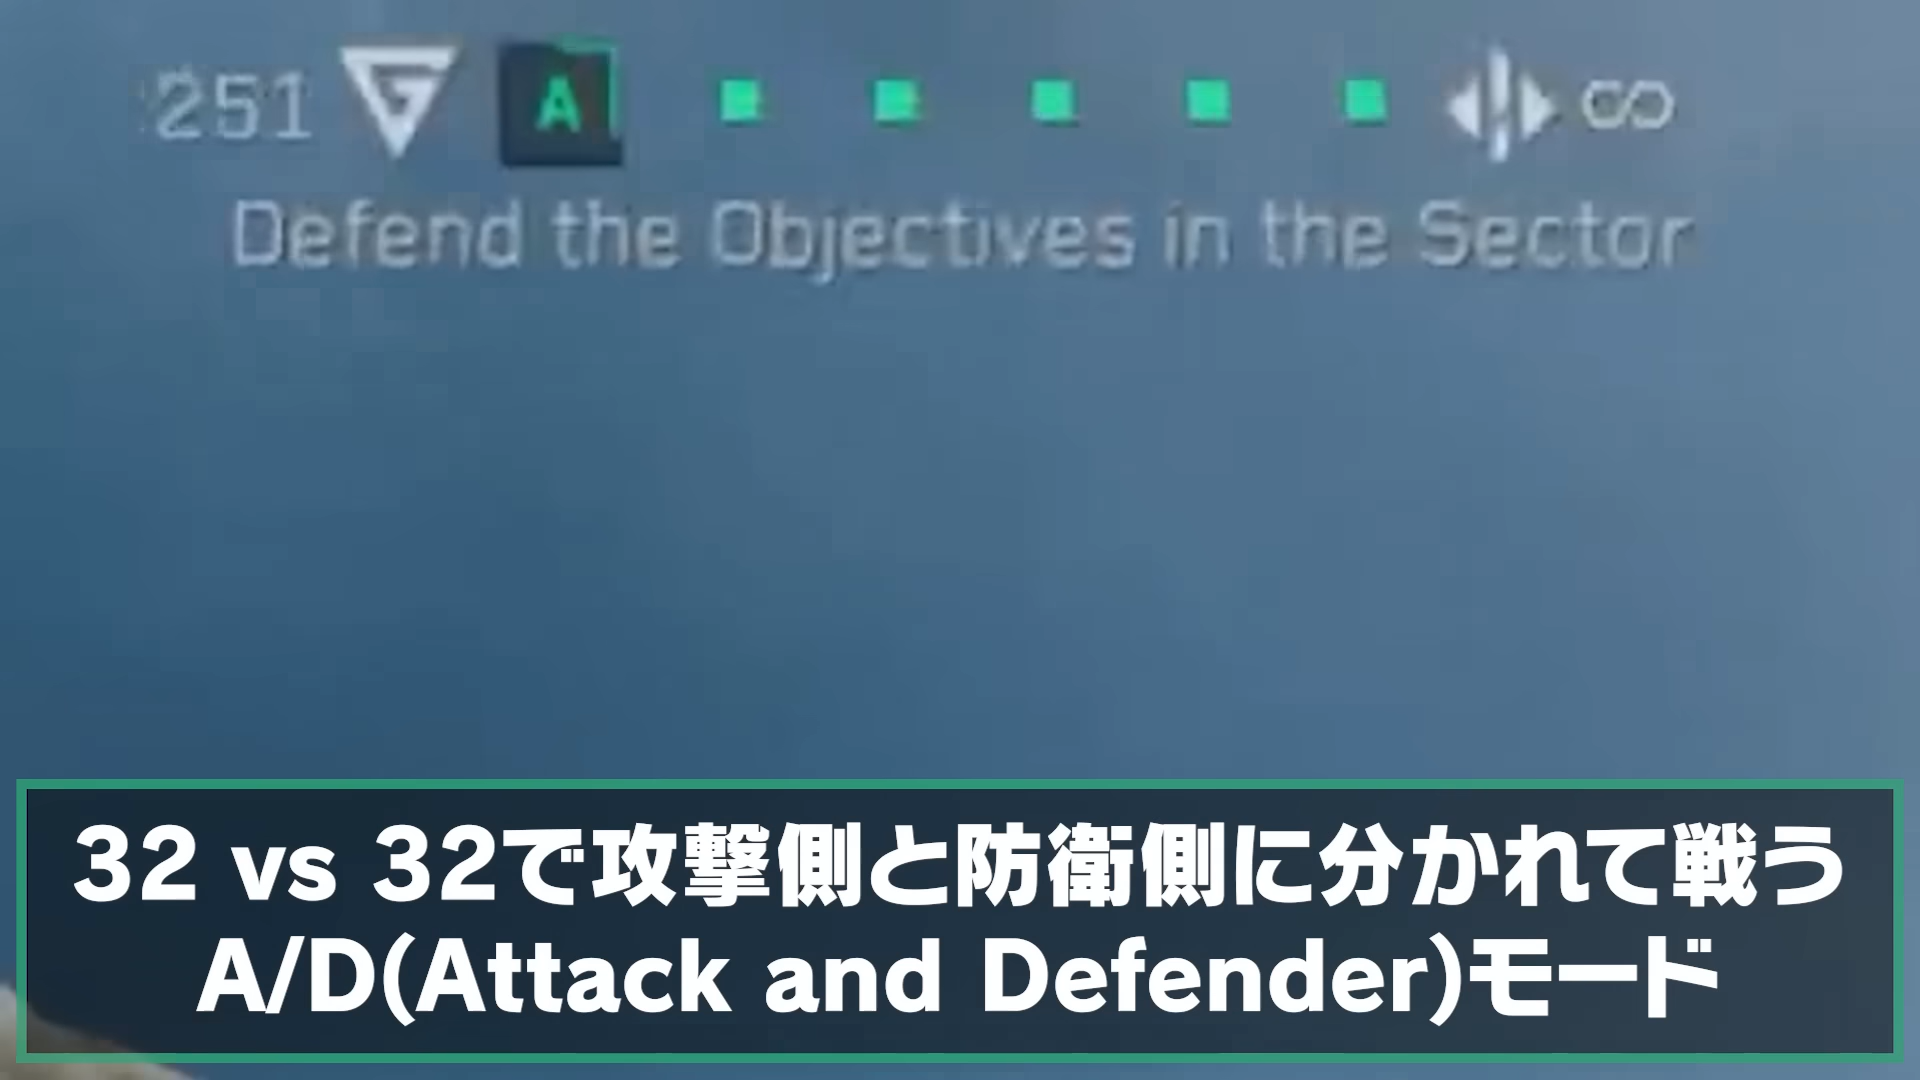 251 A ∞
Defend the Objectives in the Sector
32 vs 32で攻撃側と防衛側に分かれて戦う
A/D(Attack and Defender)モード